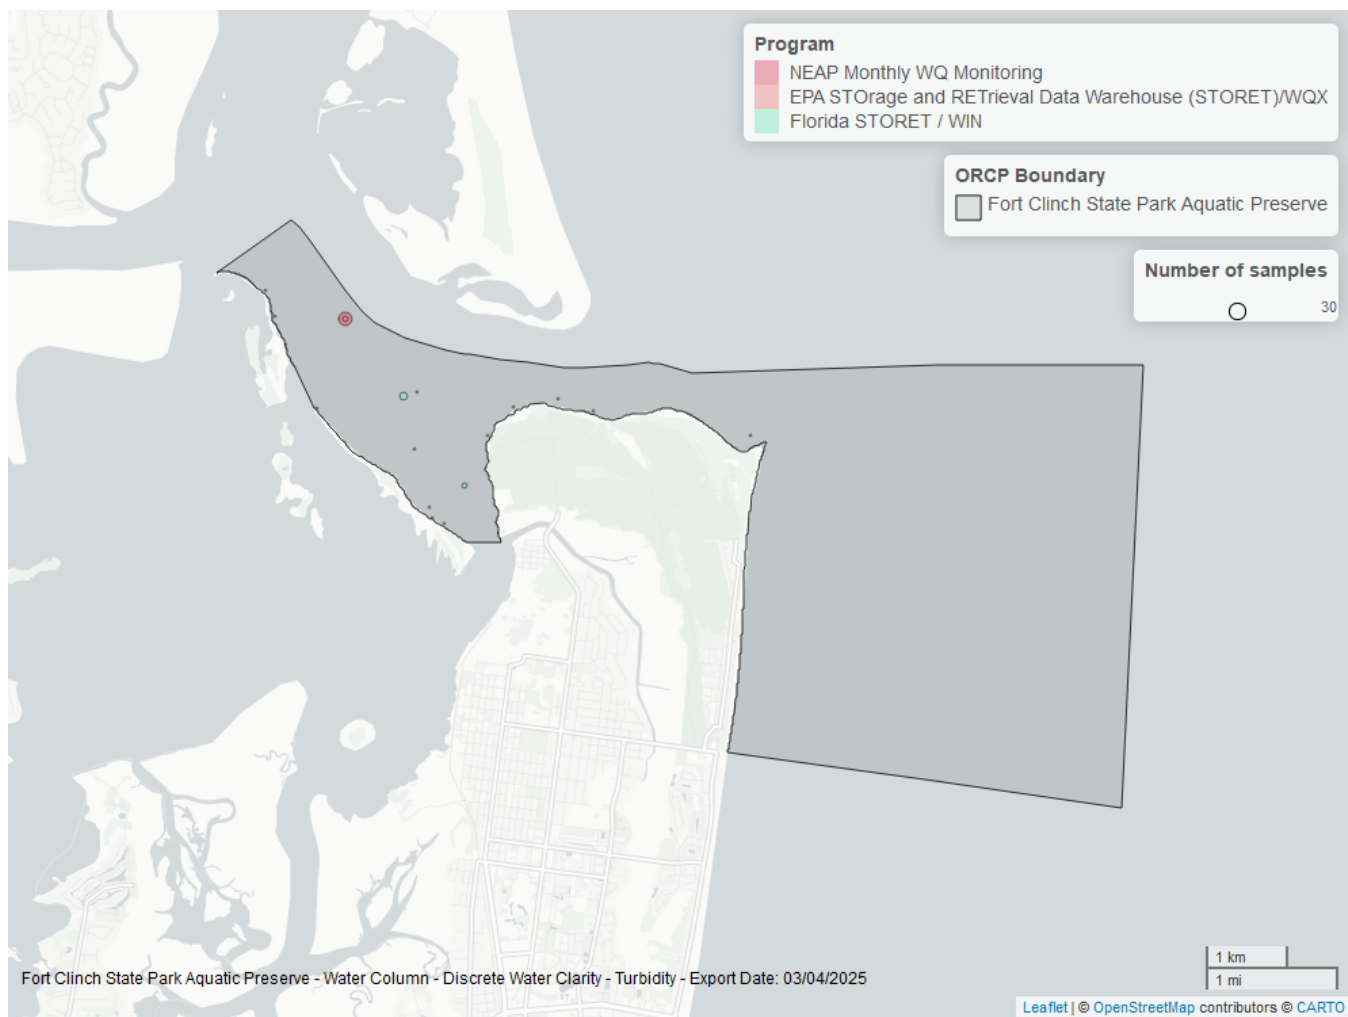 Program
NEAP Monthly WQ Monitoring
EPA STOrage and RETrieval Data Warehouse (STORET)/WQX
Florida STORET / WIN
ORCP Boundary
Fort Clinch State Park Aquatic Preserve
Number of samples
30
1 km
1 mi
Fort Clinch State Park Aquatic Preserve - Water Column - Discrete Water Clarity - Turbidity - Export Date: 03/04/2025
Leaflet | © OpenStreetMap contributors © CARTO